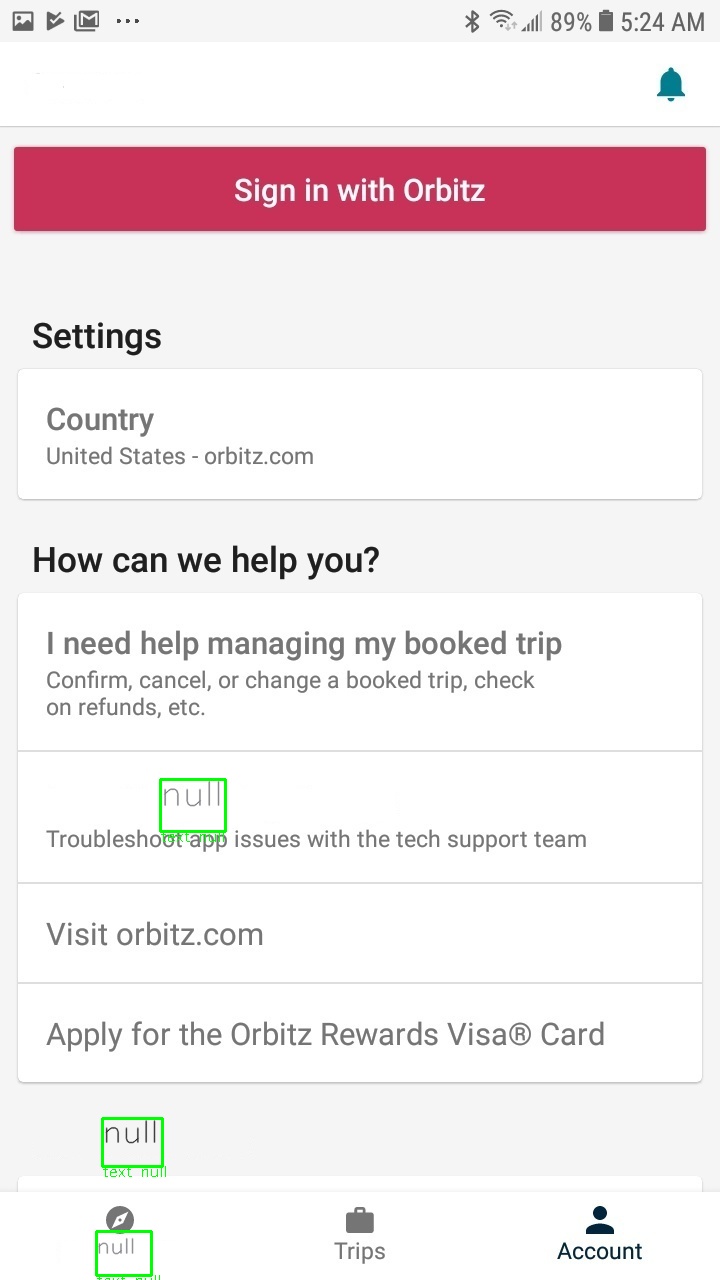 89% 5:24 AM
Sign in with Orbitz
Settings
Country
United States - orbitz.com
How can we help you?
I need help managing my booked trip
Confirm, cancel, or change a booked trip, check
on refunds, etc.
null
Troubleshoot app issues with the tech support team
text_null
Visit orbitz.com
Apply for the Orbitz Rewards Visa® Card
null
text_null
null
Trips
Account
text_null